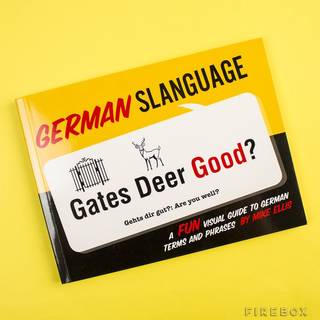 GERMAN SLANGUAGE
Gates Deer Good?
Gehts dir gut?: Are you well?
A FUN VISUAL GUIDE TO GERMAN
TERMS AND PHRASES BY MIKE ELLIS
FIREBOX